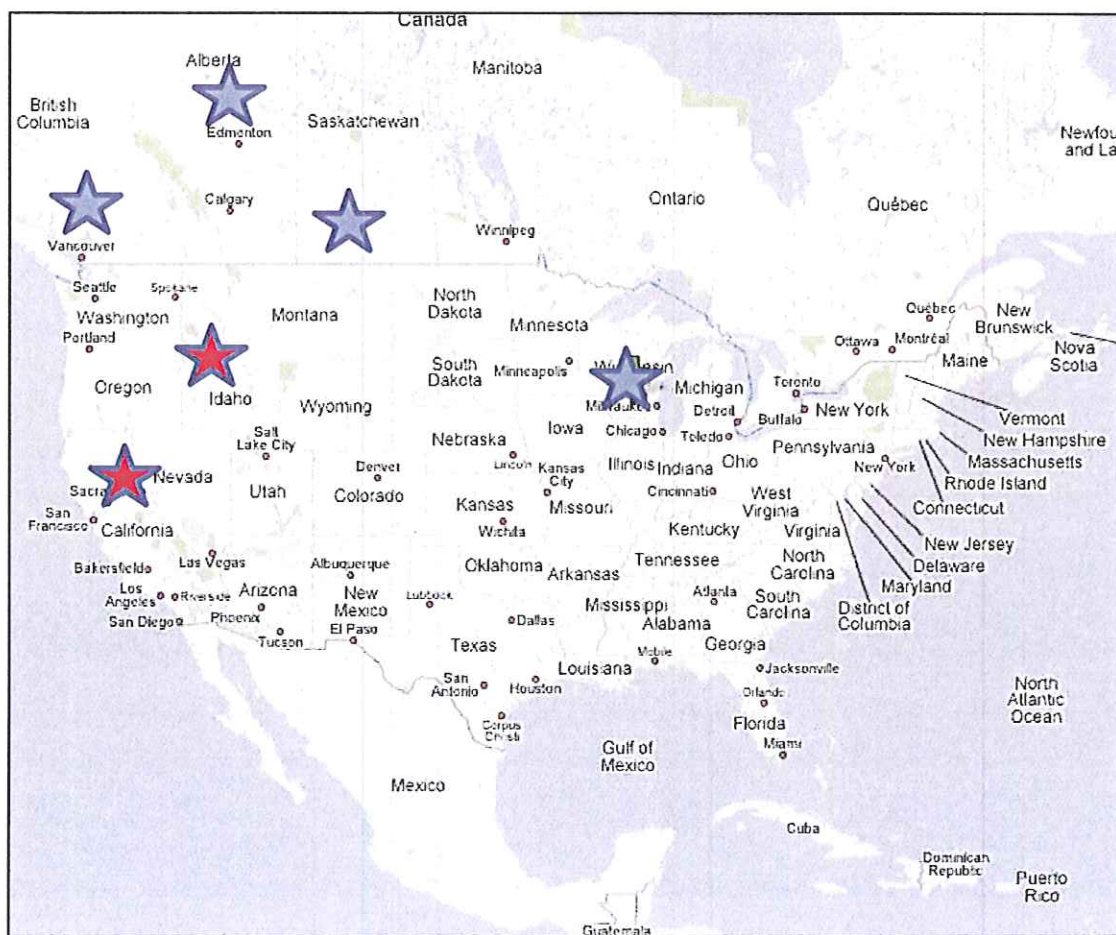 Canada
Alberta
Manitoba
British
Columbia
Saskatchewan
Edmonton
Newfou
and La
Calgary
Ontario
Québec
Vancouver
Winnipeg
Seattle
Spokane
Washington
Montana
North
Dakota
Minnesota
Québec
New
Brunswick
Portland
Ottawa
Montréal
Maine
Nova
Scotia
Oregon
Idaho
South
Dakota
Minneapolis
Michigan
Toronto
Wyoming
Detroit
Buffalo
New York
Vermont
Salt
Lake City
Nebraska
Iowa
Chicago
Toledo
Pennsylvania
New Hampshire
Massachusetts
Nevada
Denver
Lincoln
Kansas
City
Illinois
Indiana
Ohio
New York
Rhode Island
Utah
Colorado
Cincinnati
West
Virginia
Connecticut
San
Francisco
California
Kansas
Missouri
Wichita
Kentucky
Virginia
New Jersey
Bakersfield
Las Vegas
Albuquerque
Oklahoma
Arkansas
Tennessee
North
Carolina
Delaware
Maryland
Los
Angeles
Riverside
Arizona
New
Mexico
Lubbock
Mississippi
Atlanta
South
Carolina
District of
Columbia
San Diego
Phoenix
Tucson
El Paso
Texas
Dallas
Alabama
Georgia
Louisiana
Mobile
Jacksonville
San
Antonio
Houston
Orlando
North
Atlantic
Ocean
Corpus
Christi
Florida
Miami
Gulf of
Mexico
Mexico
Cuba
Dominican
Republic
Puerto
Rico
Guatemala